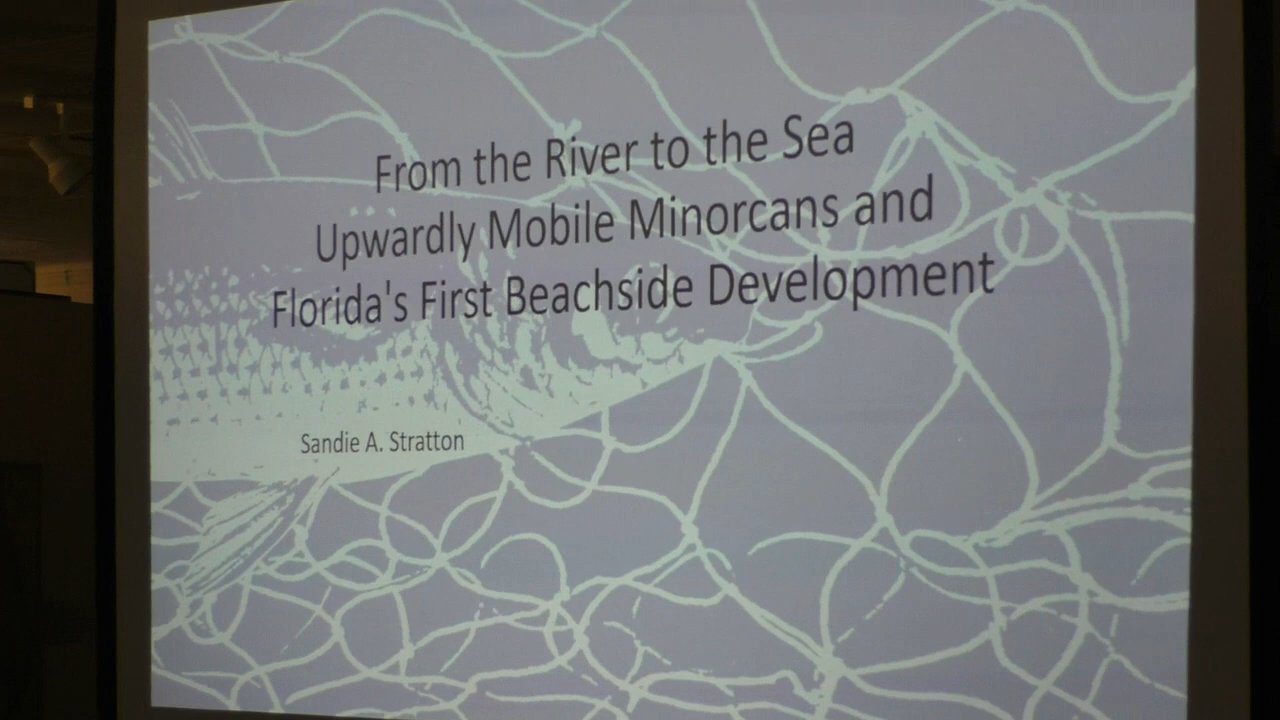 From the River to the Sea
Upwardly Mobile Minorcans and
Florida's First Beachside Development
Sandie A. Stratton